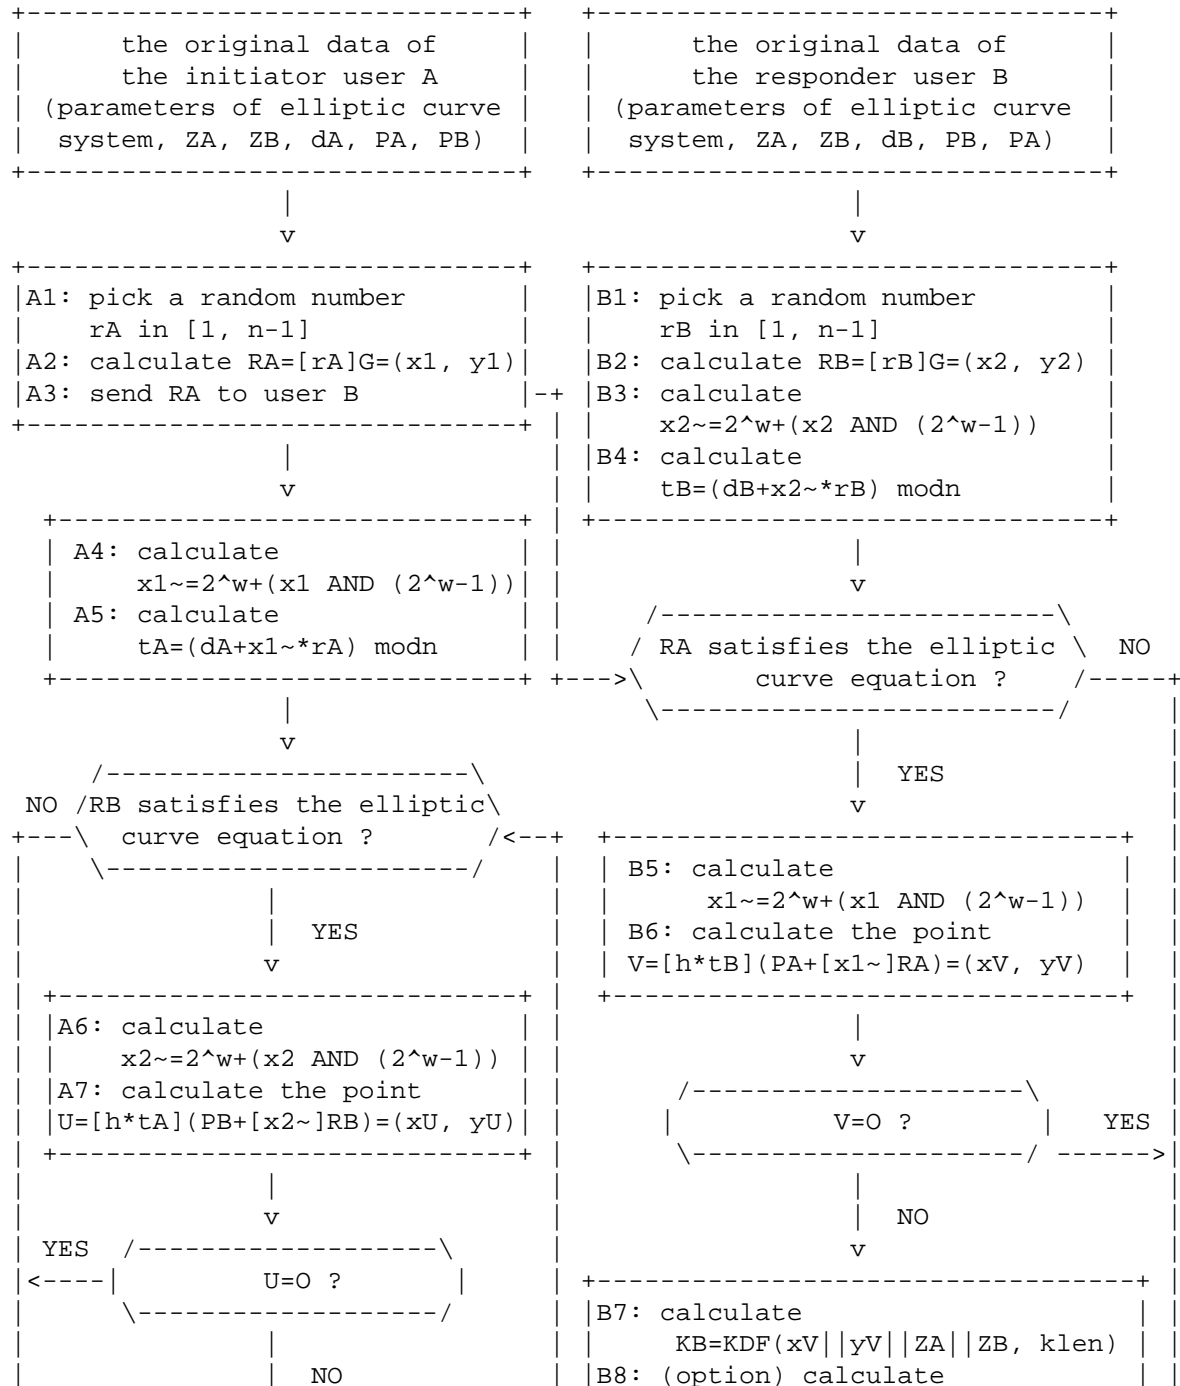 the original data of
the initiator user A
(parameters of elliptic curve
system, ZA, ZB, dA, PA, PB)
the original data of
the responder user B
(parameters of elliptic curve
system, ZA, ZB, dB, PB, PA)
A1: pick a random number
rA in [1, n-1]
A2: calculate RA=[rA]G=(x1, y1)
A3: send RA to user B
B1: pick a random number
rB in [1, n-1]
B2: calculate RB=[rB]G=(x2, y2)
B3: calculate
x2~=2^w+(x2 AND (2^w-1))
B4: calculate
tB=(dB+x2~*rB) modn
A4: calculate
x1~=2^w+(x1 AND (2^w-1))
A5: calculate
tA=(dA+x1~*rA) modn
RA satisfies the elliptic
curve equation ?
NO
YES
RB satisfies the elliptic
curve equation ?
NO
YES
B5: calculate
x1~=2^w+(x1 AND (2^w-1))
B6: calculate the point
V=[h*tB](PA+[x1~]RA)=(xV, yV)
A6: calculate
x2~=2^w+(x2 AND (2^w-1))
A7: calculate the point
U=[h*tA](PB+[x2~]RB)=(xU, yU)
V=O ?
YES
NO
YES
U=O ?
NO
B7: calculate
KB=KDF(xV||yV||ZA||ZB, klen)
B8: (option) calculate